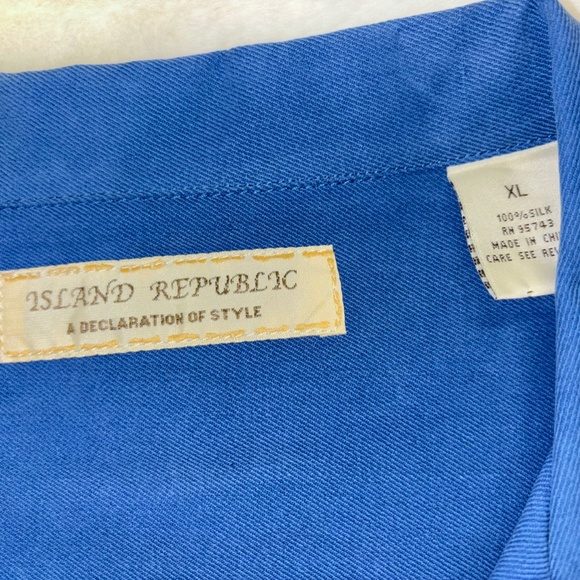 ISLAND REPUBLIC
A DECLARATION OF STYLE
XL
100% SILK
RN 95743
MADE IN CHI
CARE SEE REV